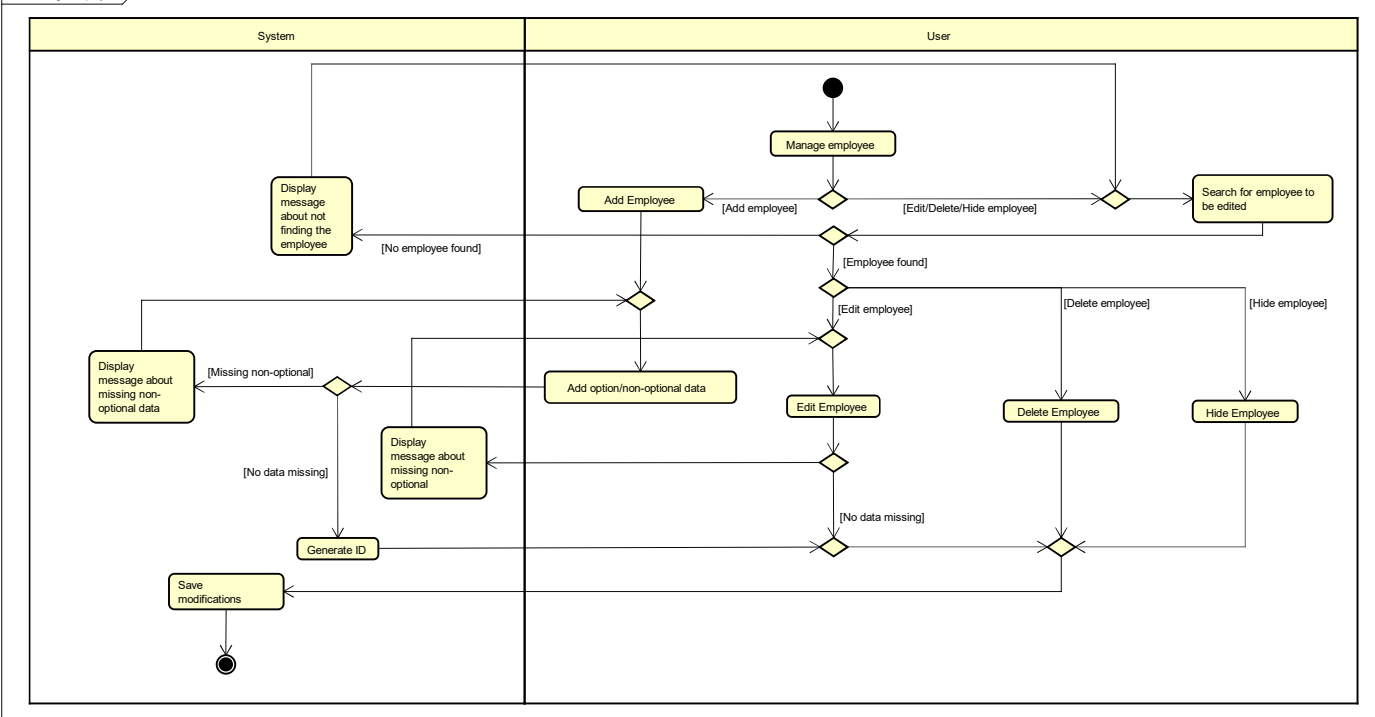 System
User
Manage employee
Display
message
about not
finding the
employee
Add Employee
[Add employee]
[Edit/Delete/Hide employee]
Search for employee to
be edited
[No employee found]
[Employee found]
[Edit employee]
[Delete employee]
[Hide employee]
Display
message about
missing non-
optional data
[Missing non-optional]
Add option/non-optional data
Edit Employee
Delete Employee
Hide Employee
Display
message about
missing non-
optional
[No data missing]
[No data missing]
Generate ID
Save
modifications